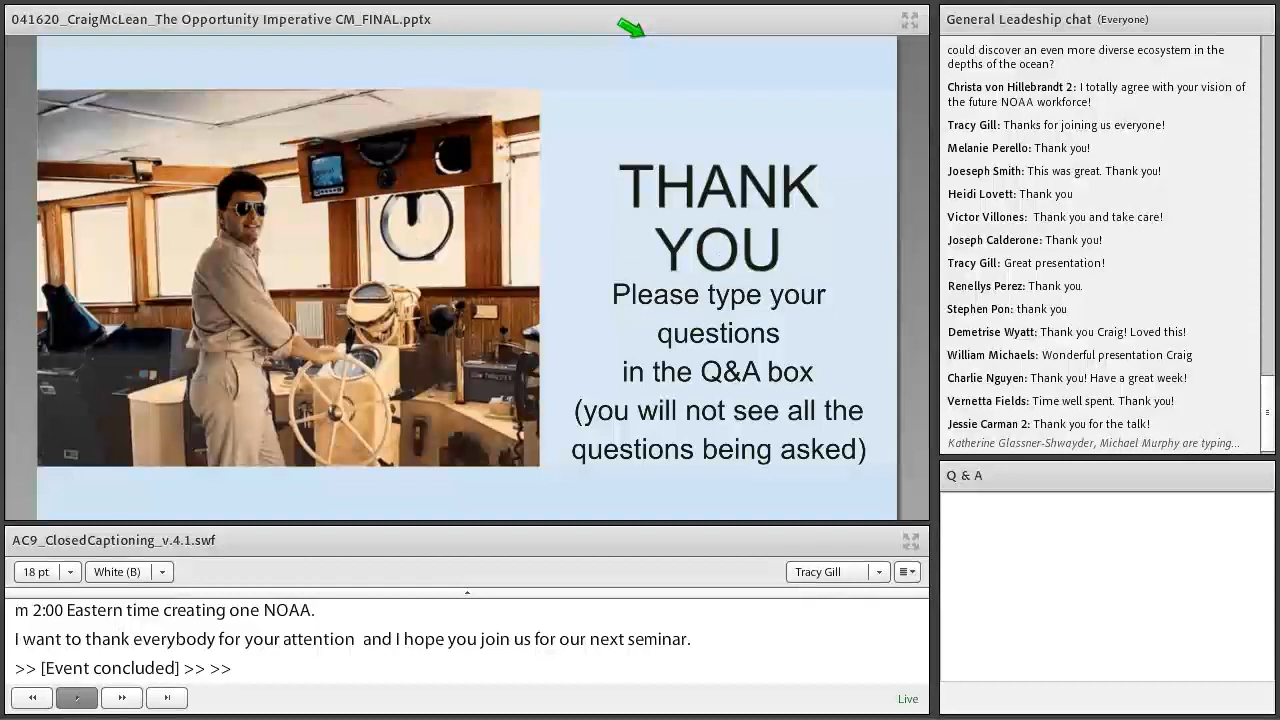 041620_CraigMcLean_The Opportunity Imperative CM_FINAL.pptx
THANK
YOU
Please type your
questions
in the Q&A box
(you will not see all the
questions being asked)
AC9_ClosedCaptioning_v.4.1.swf
18 pt
White (B)
Tracy Gill
m 2:00 Eastern time creating one NOAA.
I want to thank everybody for your attention  and I hope you join us for our next seminar.
>> [Event concluded] >> >>
Live
General Leadership chat (Everyone)
could discover an even more diverse ecosystem in the
depths of the ocean?
Christa von Hillebrandt 2: I totally agree with your vision of
the future NOAA workforce!
Tracy Gill: Thanks for joining us everyone!
Melanie Perello: Thank you!
Joeseph Smith: This was great. Thank you!
Heidi Lovett: Thank you
Victor Villones:  Thank you and take care!
Joseph Calderone: Thank you!
Tracy Gill: Great presentation!
Renellys Perez: Thank you.
Stephen Pon: thank you
Demetrise Wyatt: Thank you Craig! Loved this!
William Michaels: Wonderful presentation Craig
Charlie Nguyen: Thank you! Have a great week!
Vernetta Fields: Time well spent. Thank you!
Jessie Carman 2: Thank you for the talk!
Katherine Glassner-Shwayder, Michael Murphy are typing...
Q & A